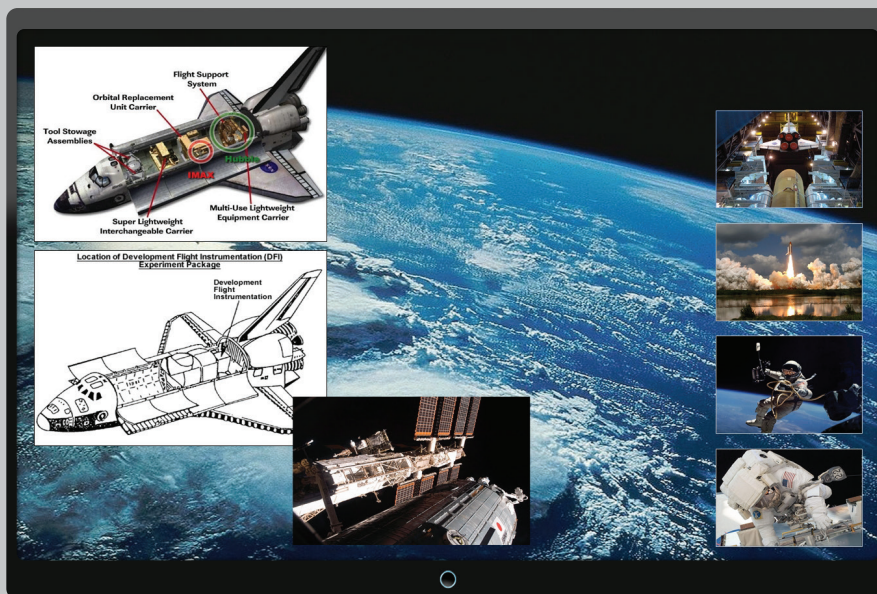 Flight Support
System
Orbital Replacement
Unit Carrier
Tool Stowage
Assemblies
Hubble
IMAX
Multi-Use Lightweight
Equipment Carrier
Super Lightweight
Interchangeable Carrier
Location of Development Flight Instrumentation (DFI)
Experiment Package
Development
Flight
Instrumentation